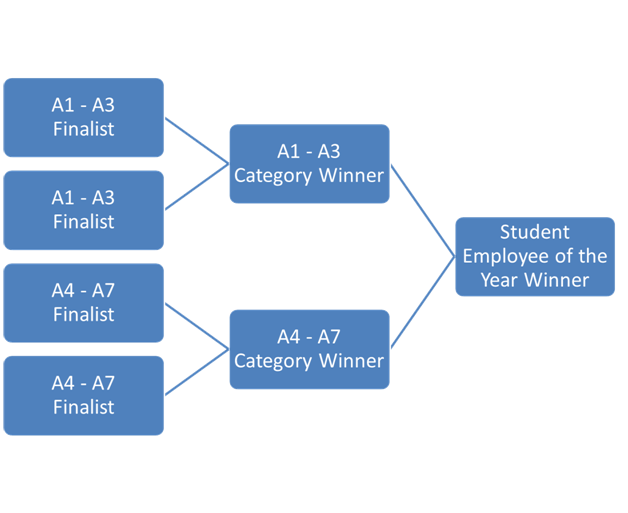 A1 - A3
Finalist
A1 - A3
Finalist
A4 - A7
Finalist
A4 - A7
Finalist
A1 - A3
Category Winner
A4 - A7
Category Winner
Student
Employee of the
Year Winner